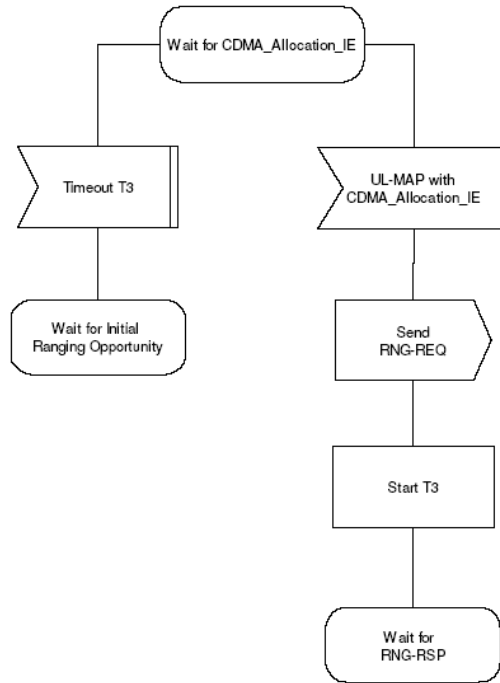 Wait for CDMA_Allocation_IE
Timeout T3
UL-MAP with
CDMA_Allocation_IE
Wait for Initial
Ranging Opportunity
Send
RNG-REQ
Start T3
Wait for
RNG-RSP